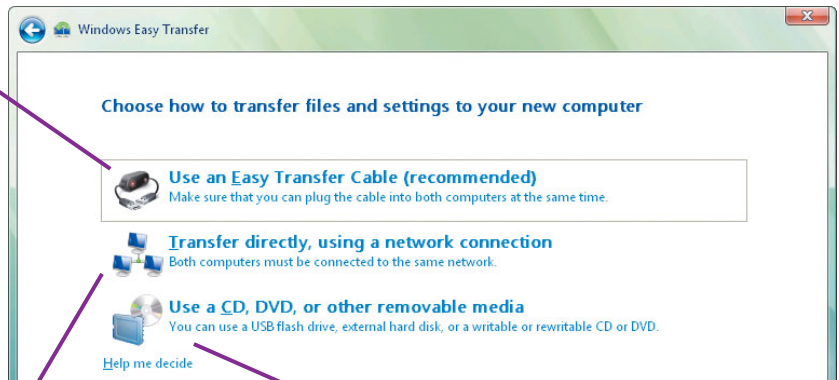 Windows Easy Transfer
Choose how to transfer files and settings to your new computer
Use an Easy Transfer Cable (recommended)
Make sure that you can plug the cable into both computers at the same time.
Transfer directly, using a network connection
Both computers must be connected to the same network.
Use a CD, DVD, or other removable media
You can use a USB flash drive, external hard disk, or a writable or rewritable CD or DVD.
Help me decide